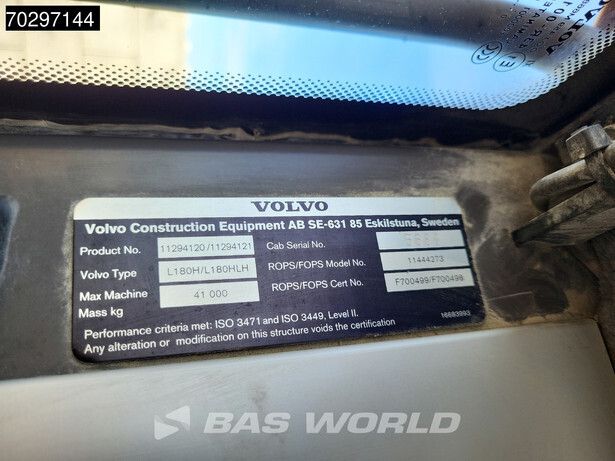 70297144
VOLVO
Volvo Construction Equipment AB SE-631 85 Eskilstuna, Sweden
Product No. 11294120/11294121 Cab Serial No.
Volvo Type L180H/L180HLH ROPS/FOPS Model No. 11444273
Max Machine Mass kg 41 000 ROPS/FOPS Cert No. F700499/F700498
Performance criteria met: ISO 3471 and ISO 3449, Level II.
Any alteration or modification on this structure voids the certification
16683993
BAS WORLD
VOLVO